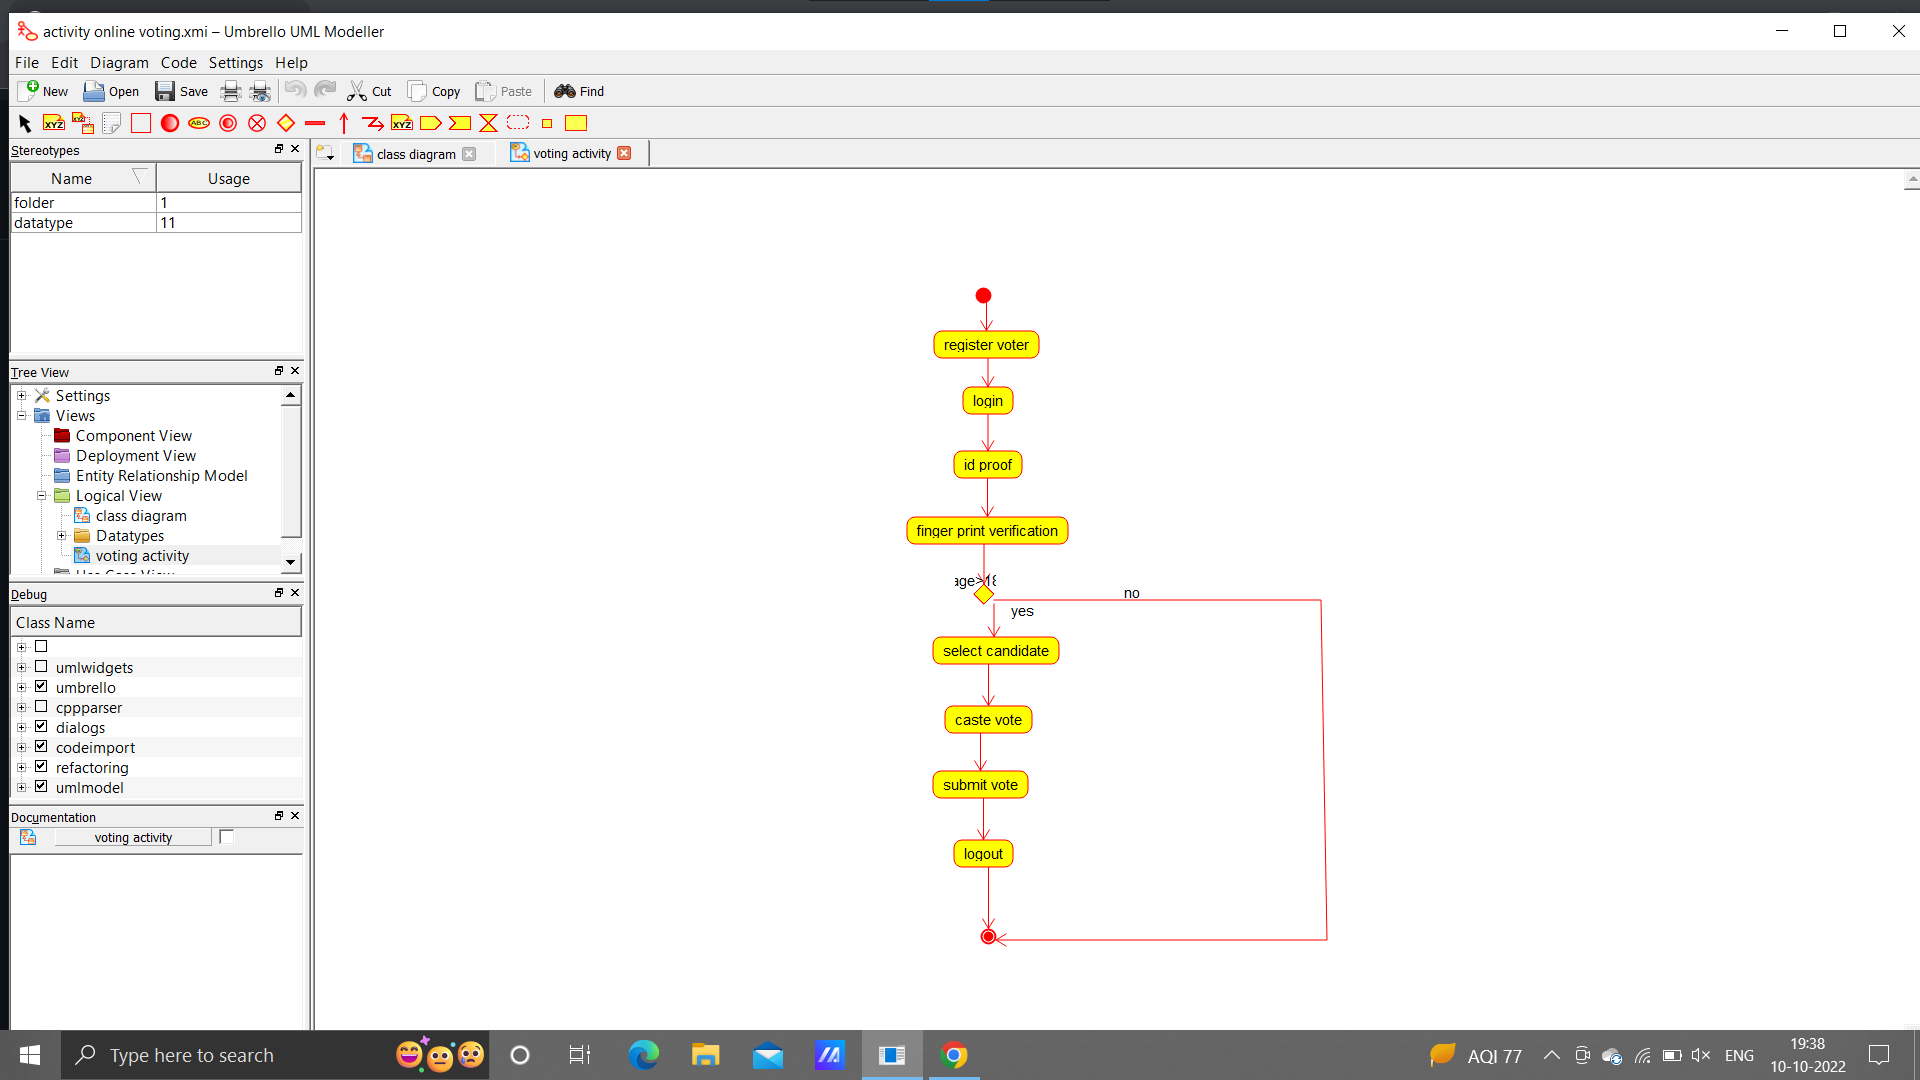 activity online voting.xmi – Umbrello UML Modeller
File Edit Diagram Code Settings Help
New Open Save Cut Copy Paste Find
XYZ XYZ ABC XYZ
Stereotypes
class diagram voting activity
Name Usage
folder 1
datatype 11
Tree View
Settings
Views
Component View
Deployment View
Entity Relationship Model
Logical View
class diagram
Datatypes
voting activity
Debug
Class Name
umlwidgets
umbrello
cppparser
dialogs
codeimport
refactoring
umlmodel
Documentation
voting activity
register voter
login
id proof
finger print verification
age>18
no
yes
select candidate
caste vote
submit vote
logout
Type here to search
AQI 77
ENG
19:38
10-10-2022